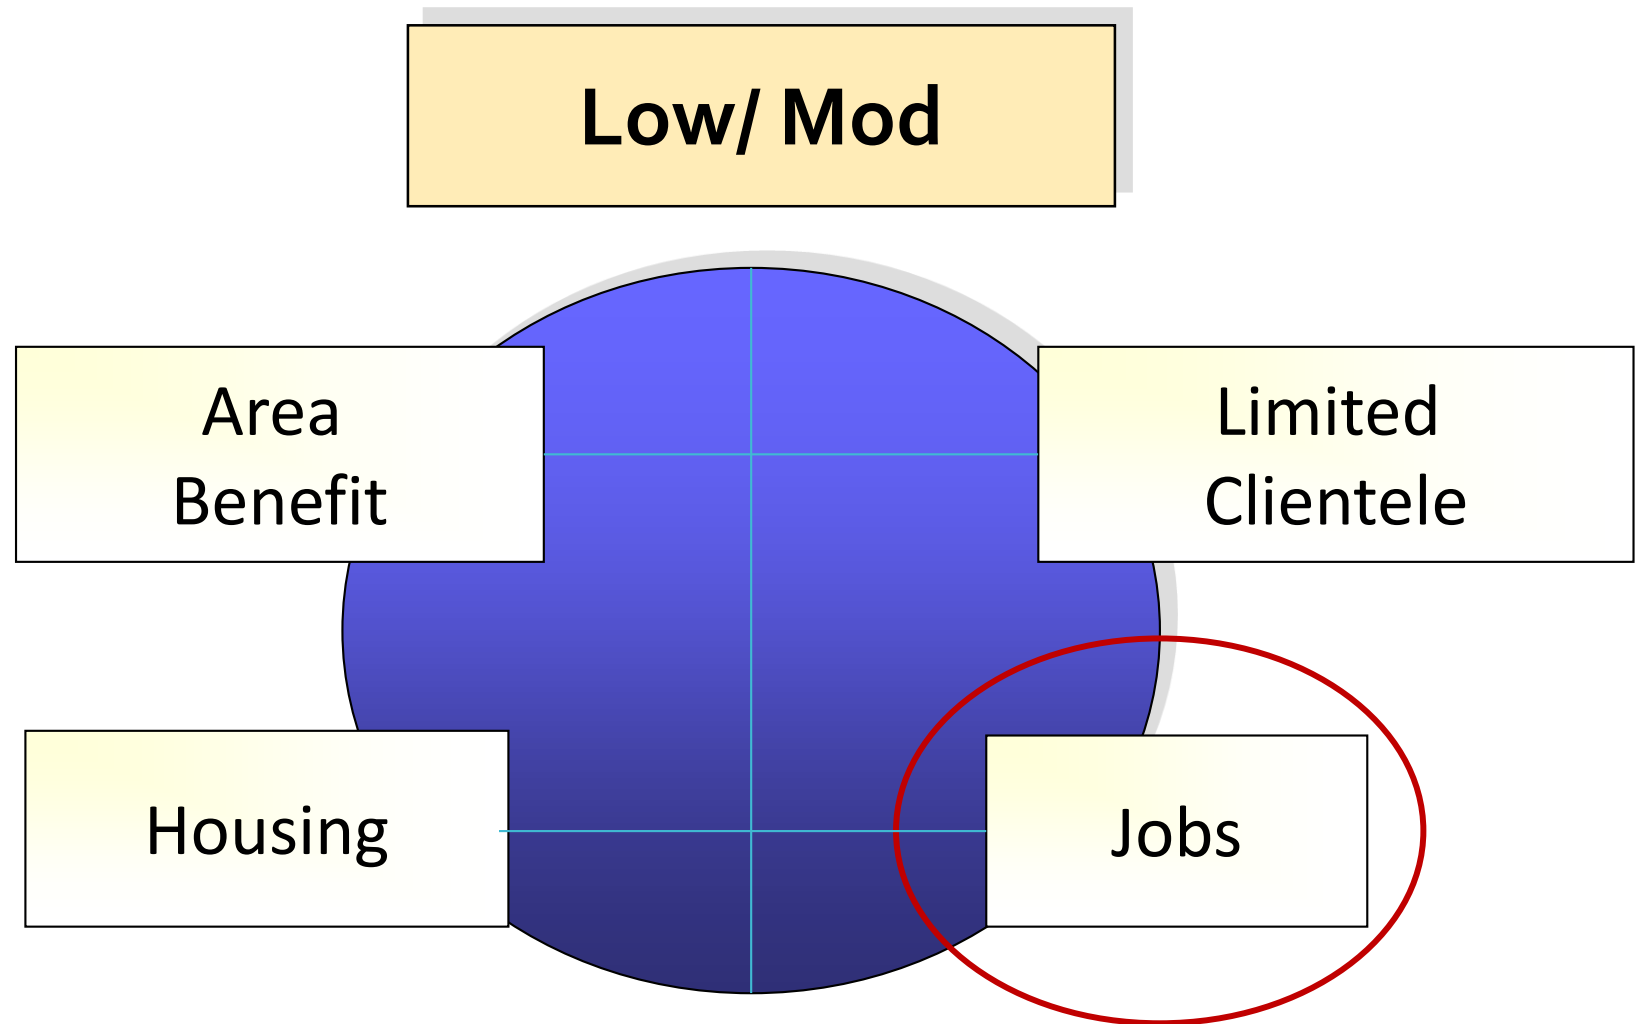 Low/ Mod
Area
Benefit
Limited
Clientele
Housing
Jobs